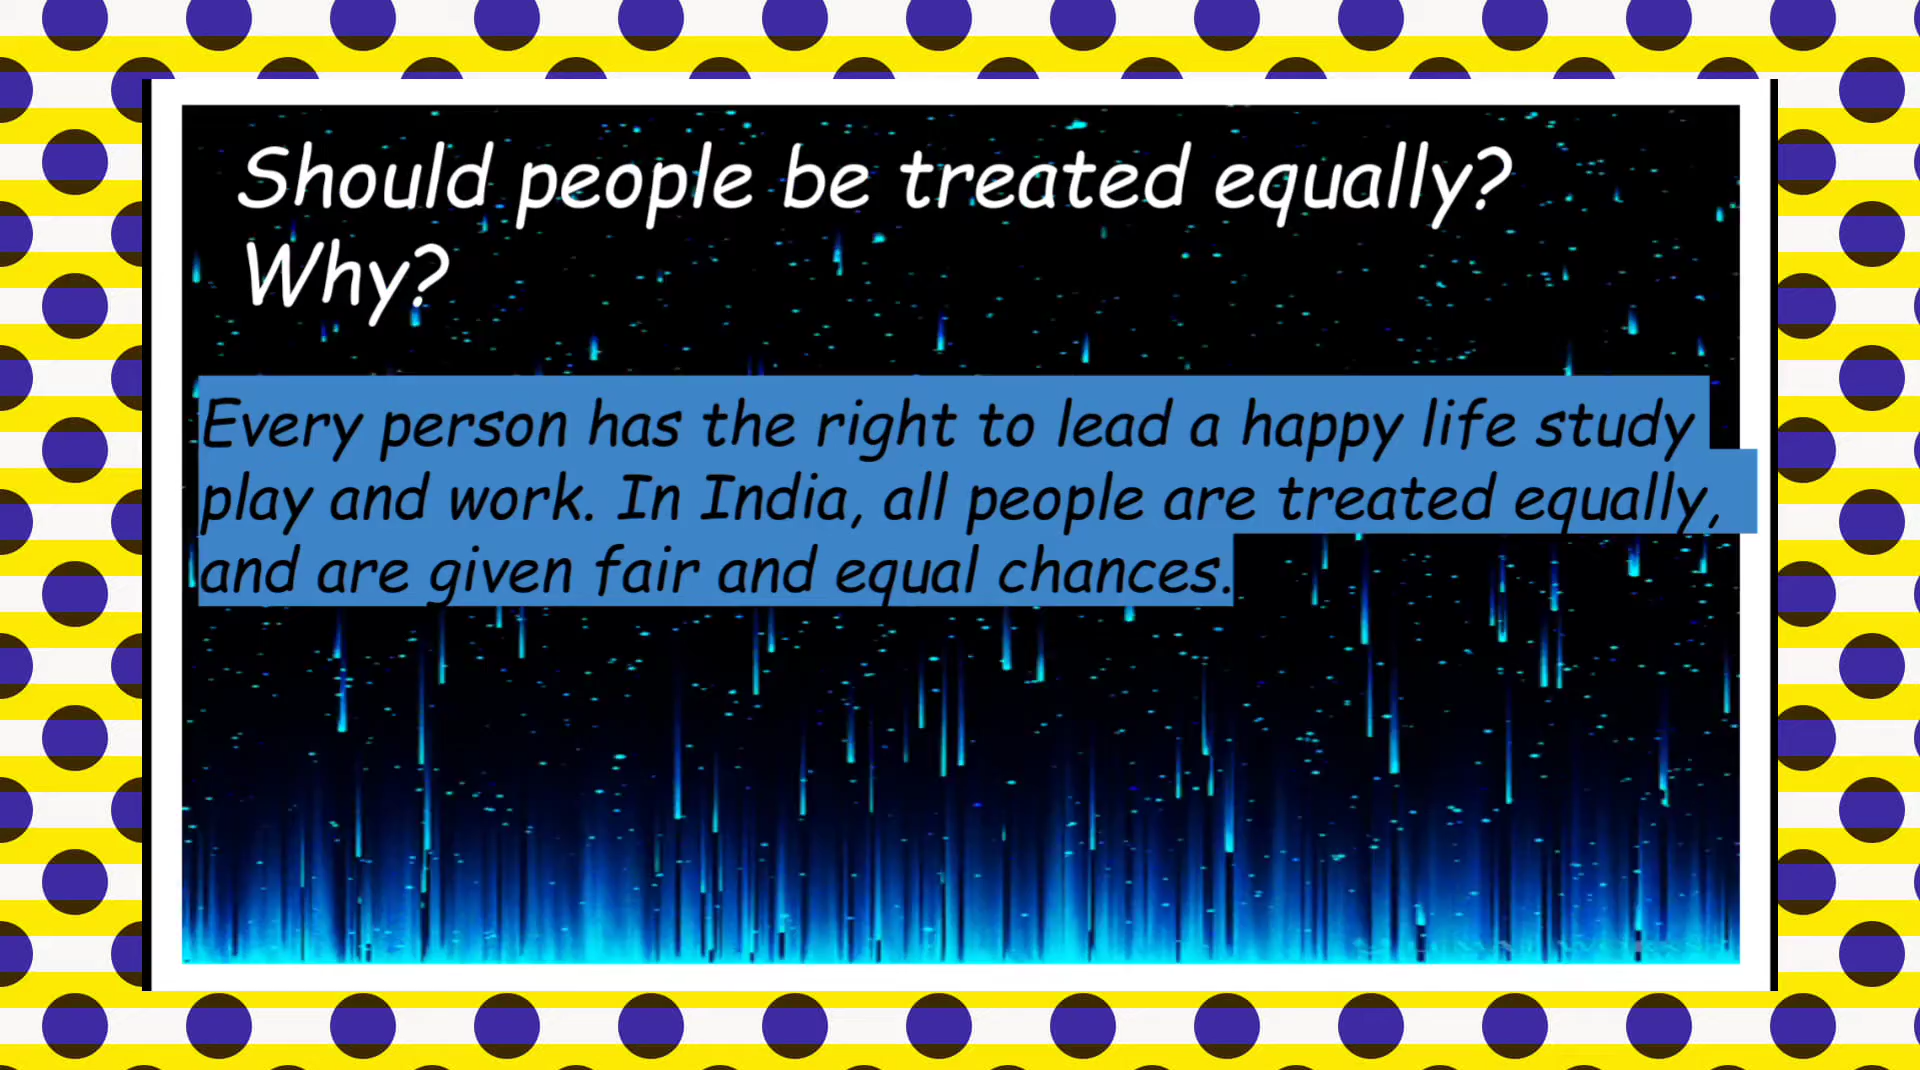 Should people be treated equally?
Why?
Every person has the right to lead a happy life study
play and work. In India, all people are treated equally,
and are given fair and equal chances.